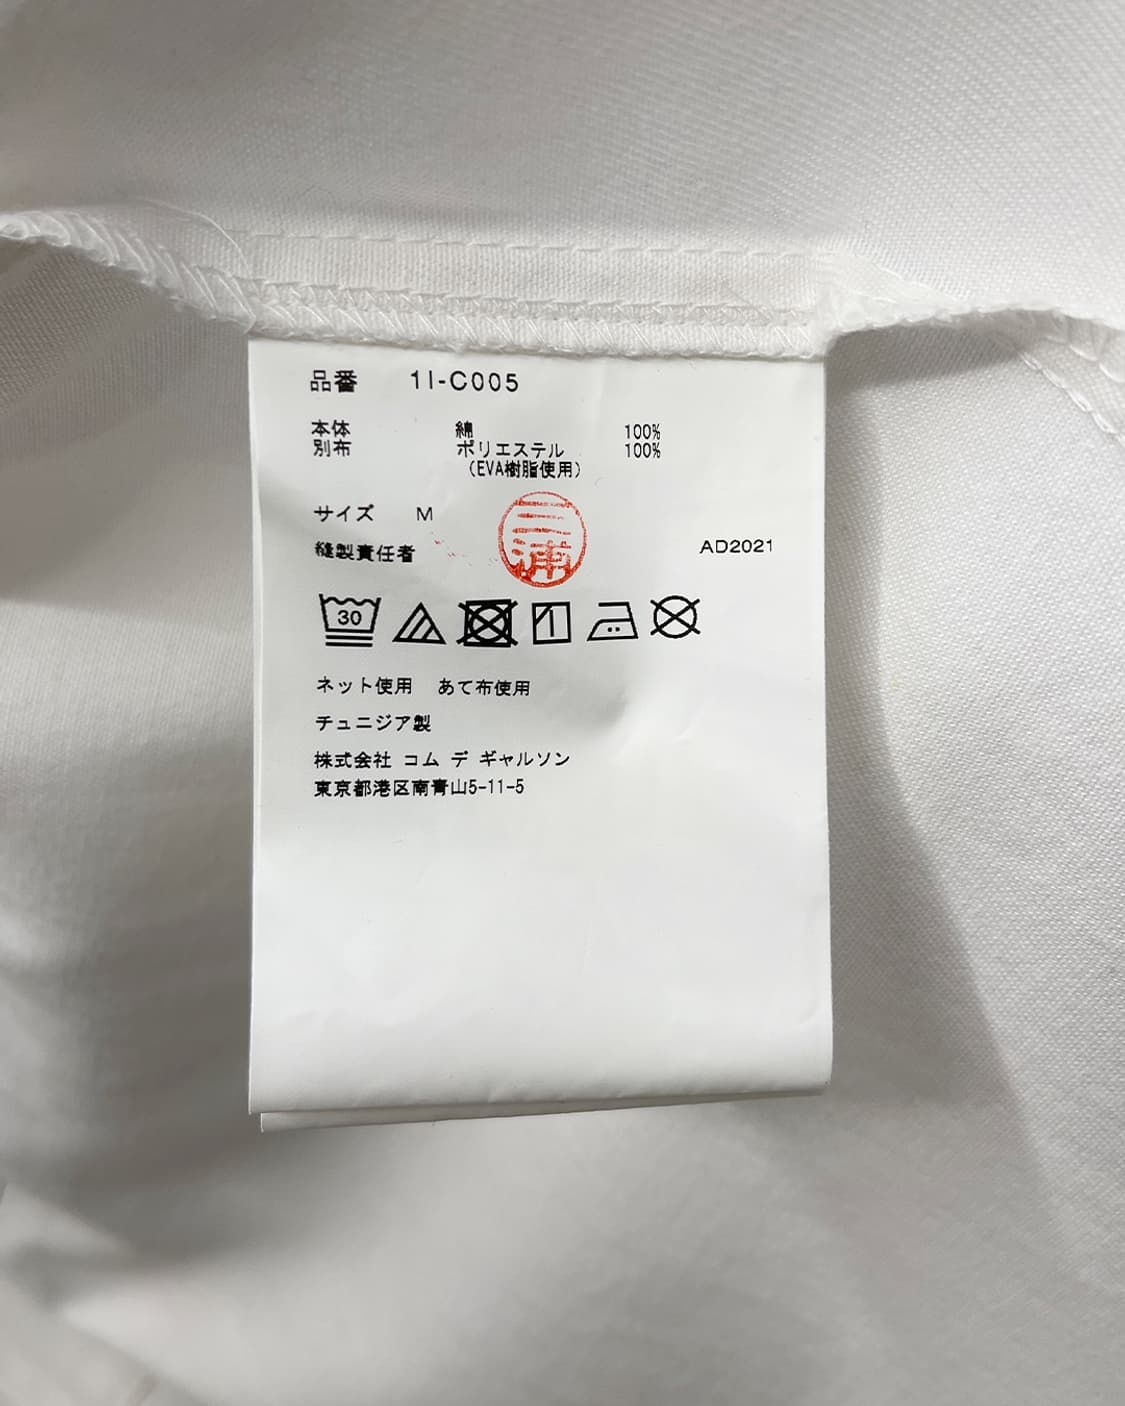 品番 1I-C005
本体 綿 100%
別布 ポリエステル 100%
(EVA樹脂使用)
サイズ M
三浦
縫製責任者 AD2021
30
ネット使用 あて布使用
チュニジア製
株式会社 コム デ ギャルソン
東京都港区南青山5-11-5